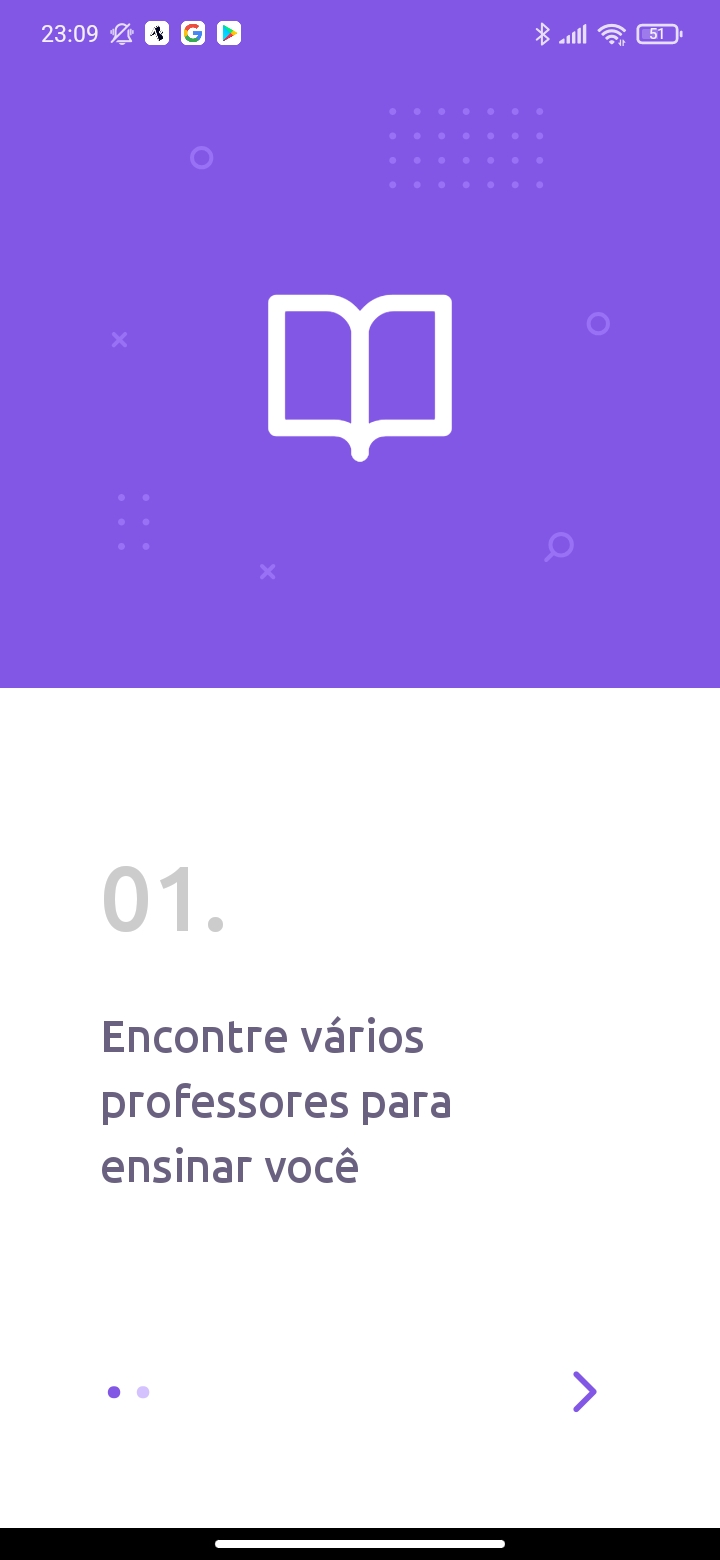 23:09
51
01.
Encontre vários
professores para
ensinar você